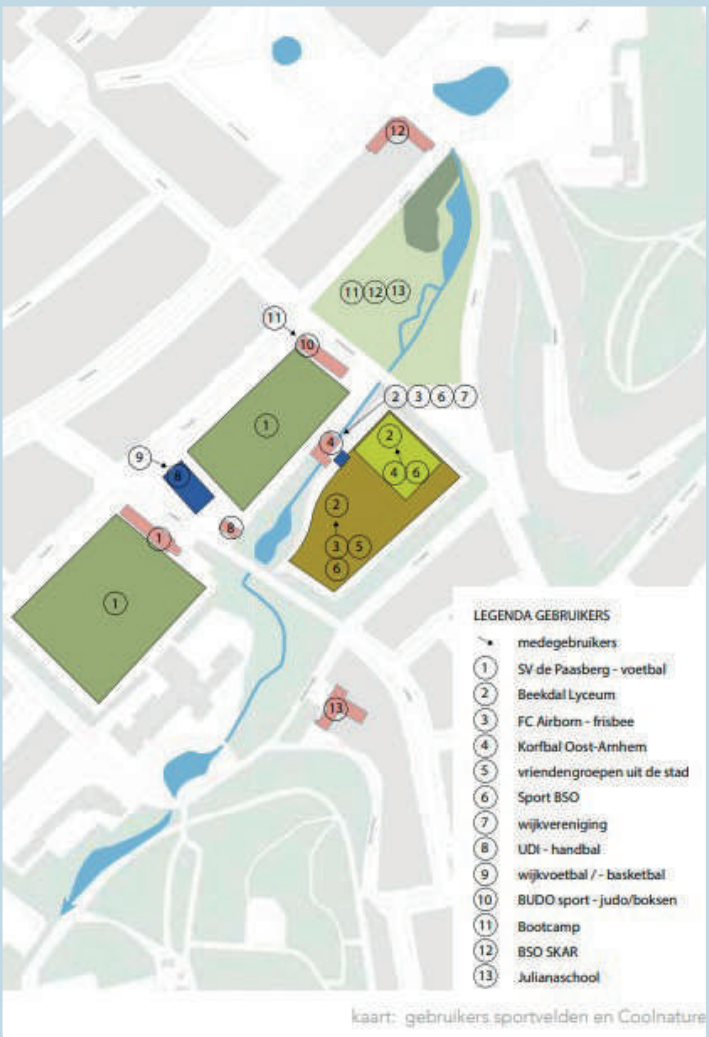 12
11 12 13
11
10
1
2 3 6 7
4
2
9
8
4 6
2
8
1
3 5
6
1
13
LEGENDA GEBRUIKERS
medegebruikers
1 SV de Paasberg - voetbal
2 Beekdal Lyceum
3 FC Airborn - frisbee
4 Korfbal Oost-Arnhem
5 vriendengroepen uit de stad
6 Sport BSO
7 wijkvereniging
8 UDI - handbal
9 wijkvoetbal / - basketbal
10 BUDO sport - judo/boksen
11 Bootcamp
12 BSO SKAR
13 Julianaschool
kaart: gebruikers sportvelden en Coolnature